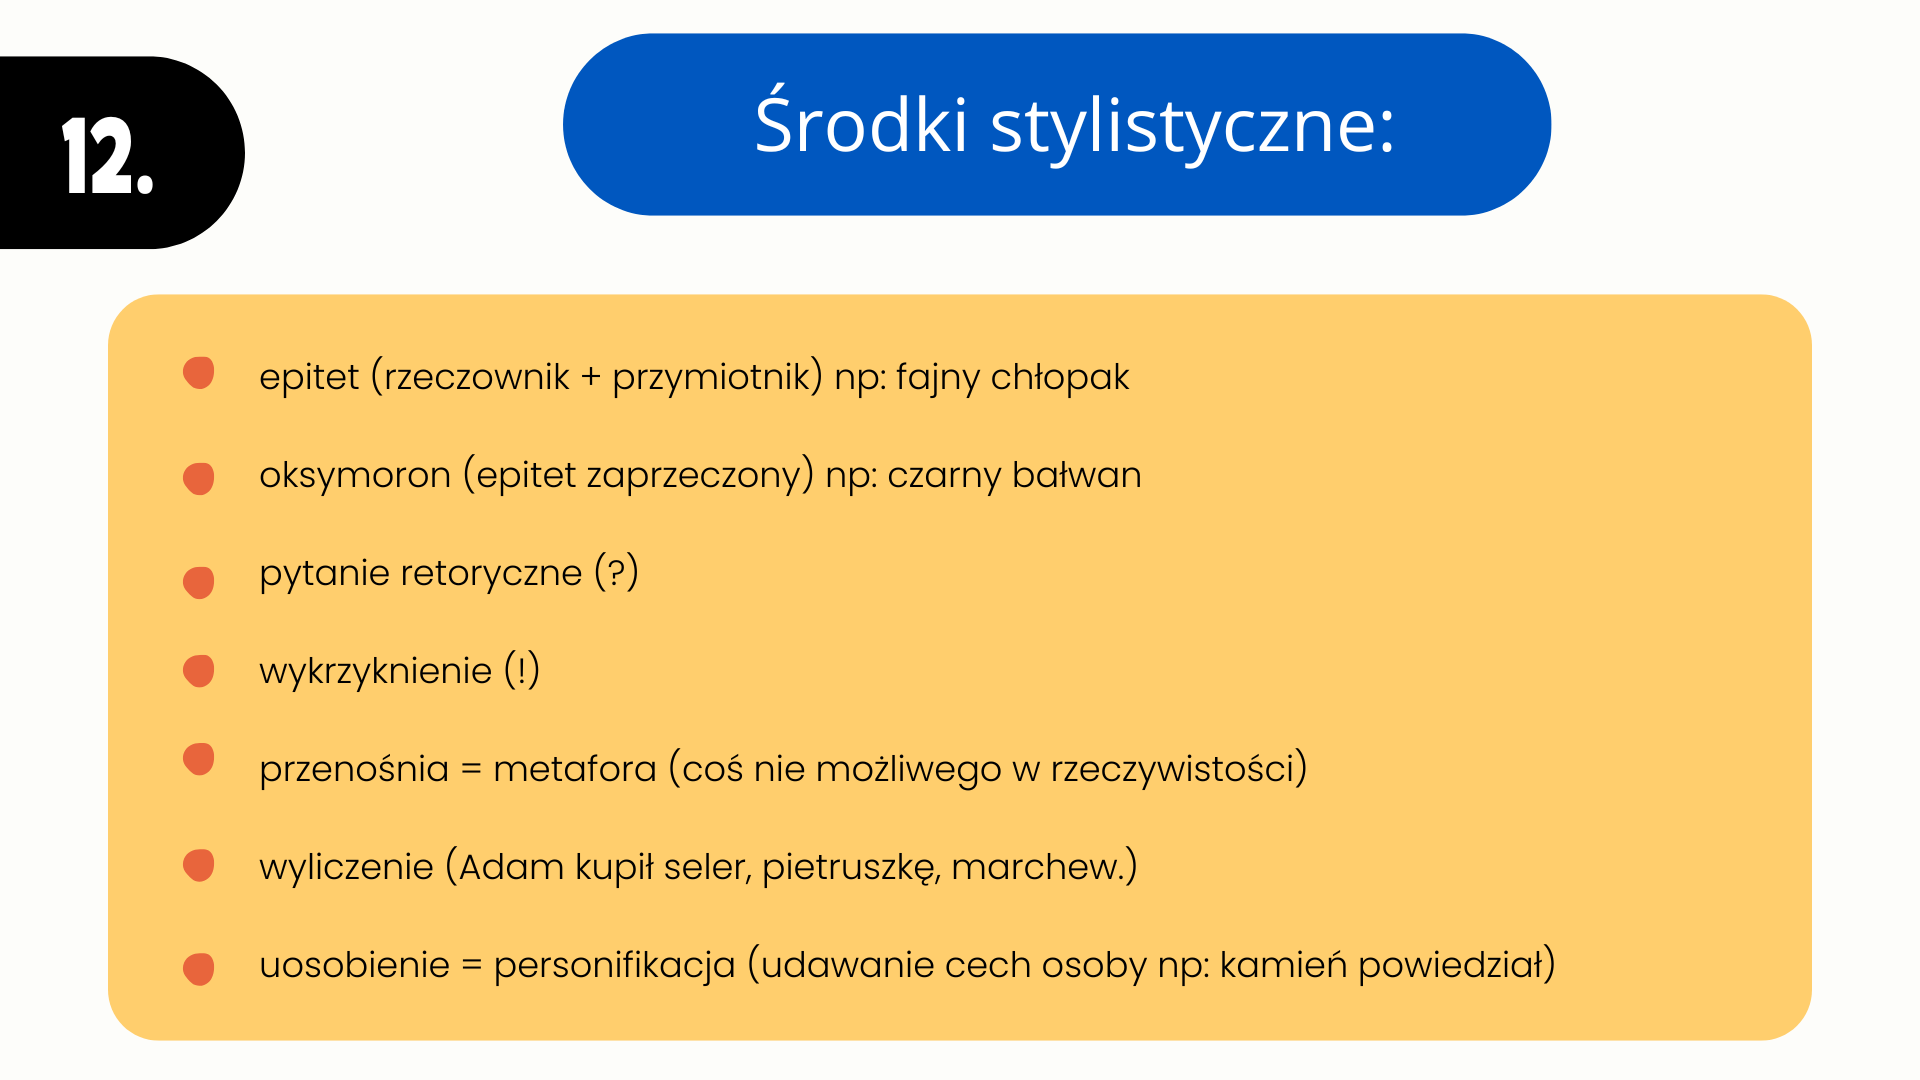 12.
Środki stylistyczne:
epitet (rzeczownik + przymiotnik) np: fajny chłopak
oksymoron (epitet zaprzeczony) np: czarny bałwan
pytanie retoryczne (?)
wykrzyknienie (!)
przenośnia = metafora (coś nie możliwego w rzeczywistości)
wyliczenie (Adam kupił seler, pietruszkę, marchew.)
uosobienie = personifikacja (udawanie cech osoby np: kamień powiedział)